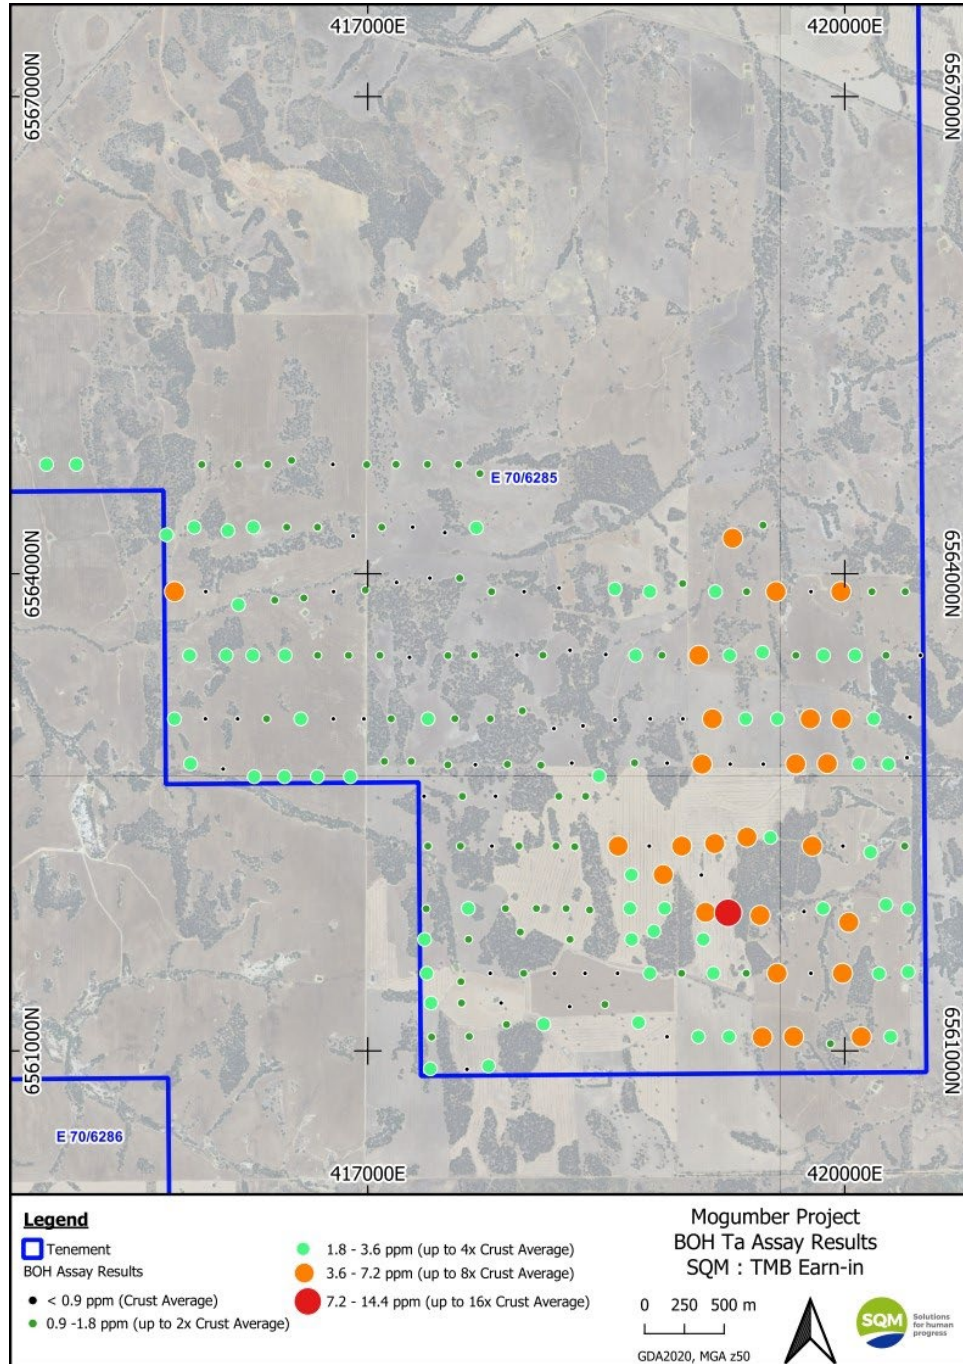 417000E
420000E
6567000N
6567000N
E 70/6285
6564000N
6564000N
6561000N
6561000N
E 70/6286
417000E
420000E
Legend
Tenement
BOH Assay Results
< 0.9 ppm (Crust Average)
0.9 -1.8 ppm (up to 2x Crust Average)
1.8 - 3.6 ppm (up to 4x Crust Average)
3.6 - 7.2 ppm (up to 8x Crust Average)
7.2 - 14.4 ppm (up to 16x Crust Average)
Mogumber Project
BOH Ta Assay Results
SQM : TMB Earn-in
0 250 500 m
GDA2020, MGA z50
SQM
Solutions
for human
progress